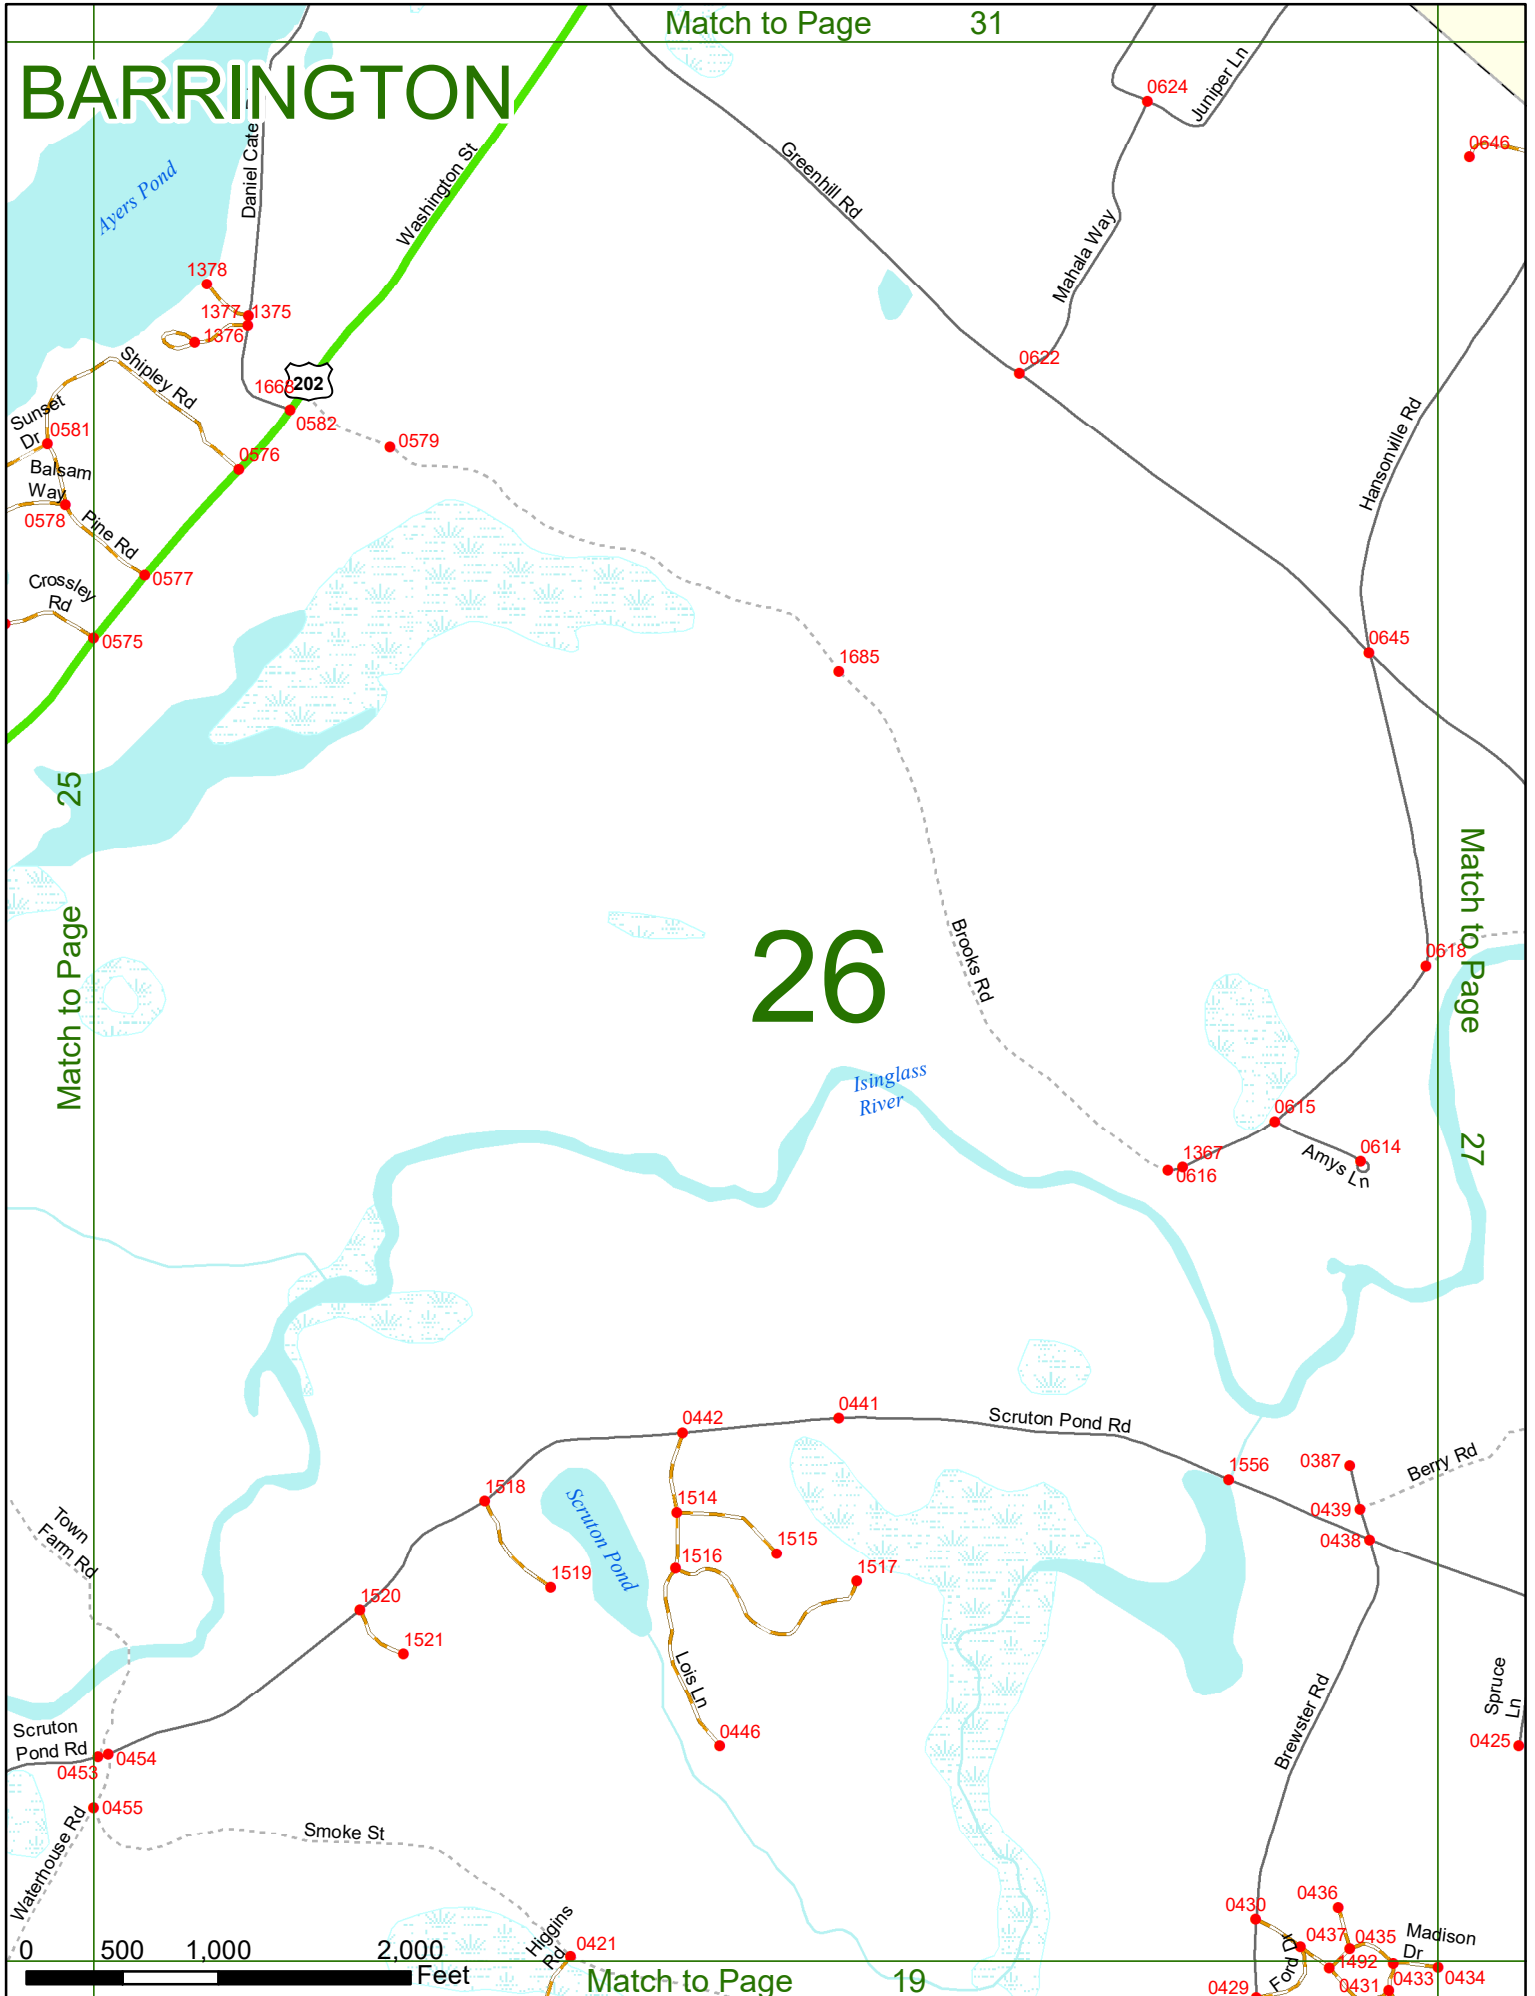 Match to Page 31
BARRINGTON
Daniel Cate
Ayers Pond
Washington St
Greenhill Rd
Juniper Ln
0624
0646
Mahala Way
1378
1377
1375
1376
Shipley Rd
202
1668
0582
0622
Sunset
Dr
0581
0579
0576
Balsam
Way
0578
Pine Rd
0577
Hansonville Rd
Crossley
Rd
0575
0645
1685
Match to Page 25
26
Brooks Rd
0618
Match to Page 27
Isinglass
River
0615
0614
1367
0616
Amys Ln
0442
0441
Scruton Pond Rd
1556
0387
Berry Rd
0439
0438
1518
1514
1515
Scruton Pond
1516
1517
1519
Town
Farm Rd
1520
1521
Lois Ln
0446
Brewster Rd
Spruce
Ln
0425
Scruton
Pond Rd
0454
0453
0455
Smoke St
Waterhouse Rd
Higgins
Rd
0421
0430
0436
0437
0435
Madison
Dr
Ford Dr
1492
0431
0433
0434
0429
0 500 1,000 2,000
Feet
Match to Page 19